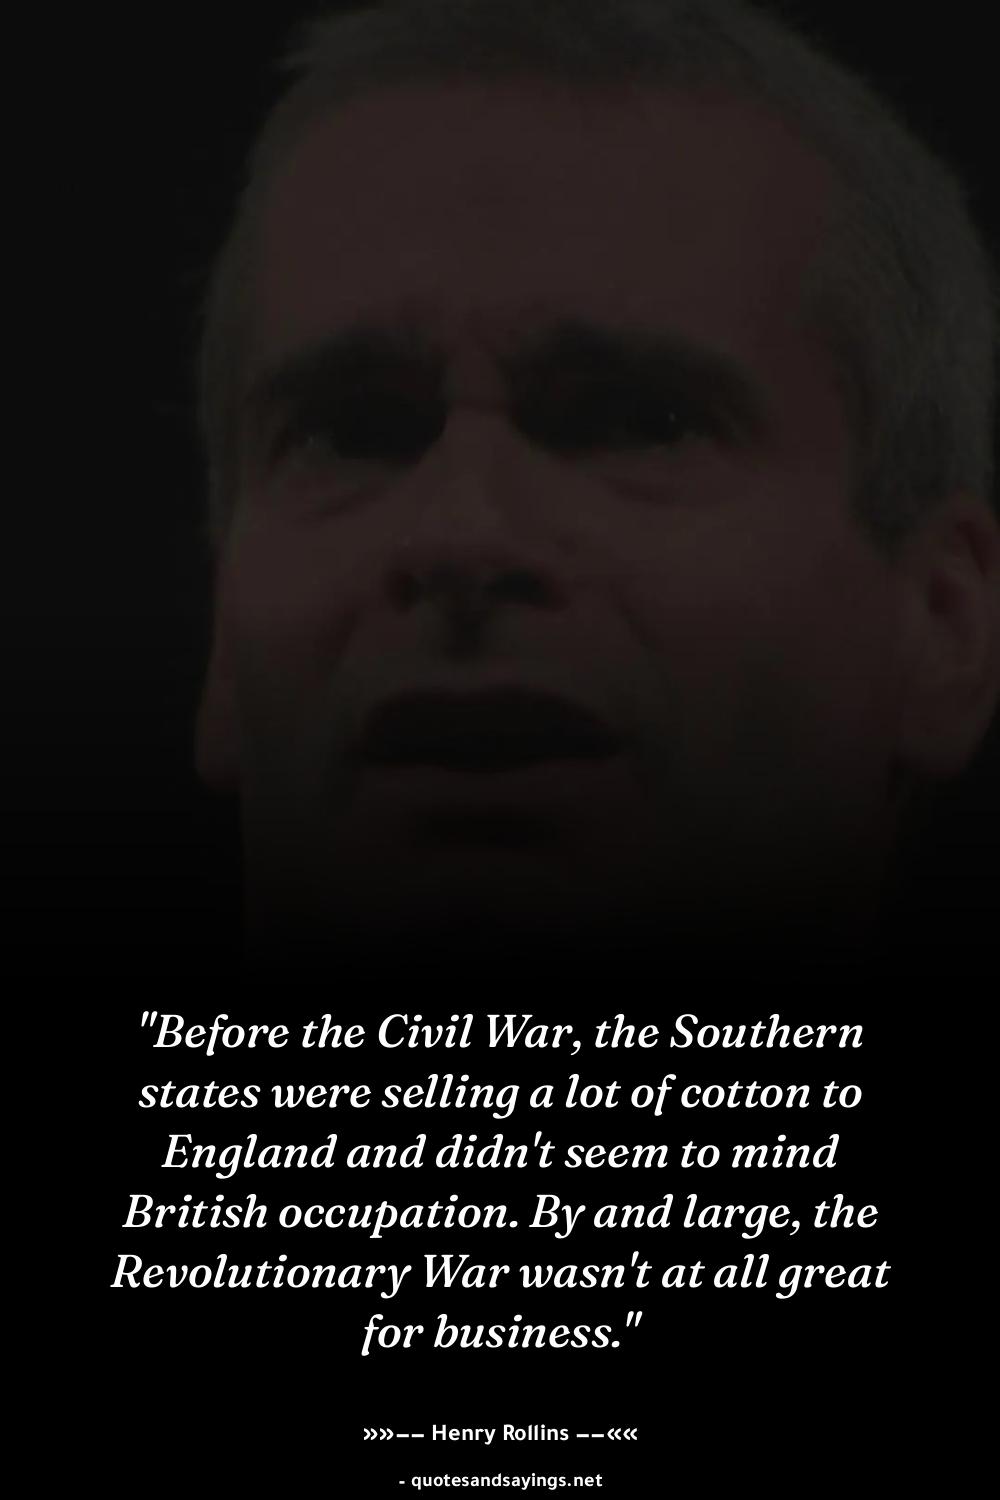 "Before the Civil War, the Southern
states were selling a lot of cotton to
England and didn't seem to mind
British occupation. By and large, the
Revolutionary War wasn't at all great
for business."
»»–– Henry Rollins ––««
- quotesandsayings.net